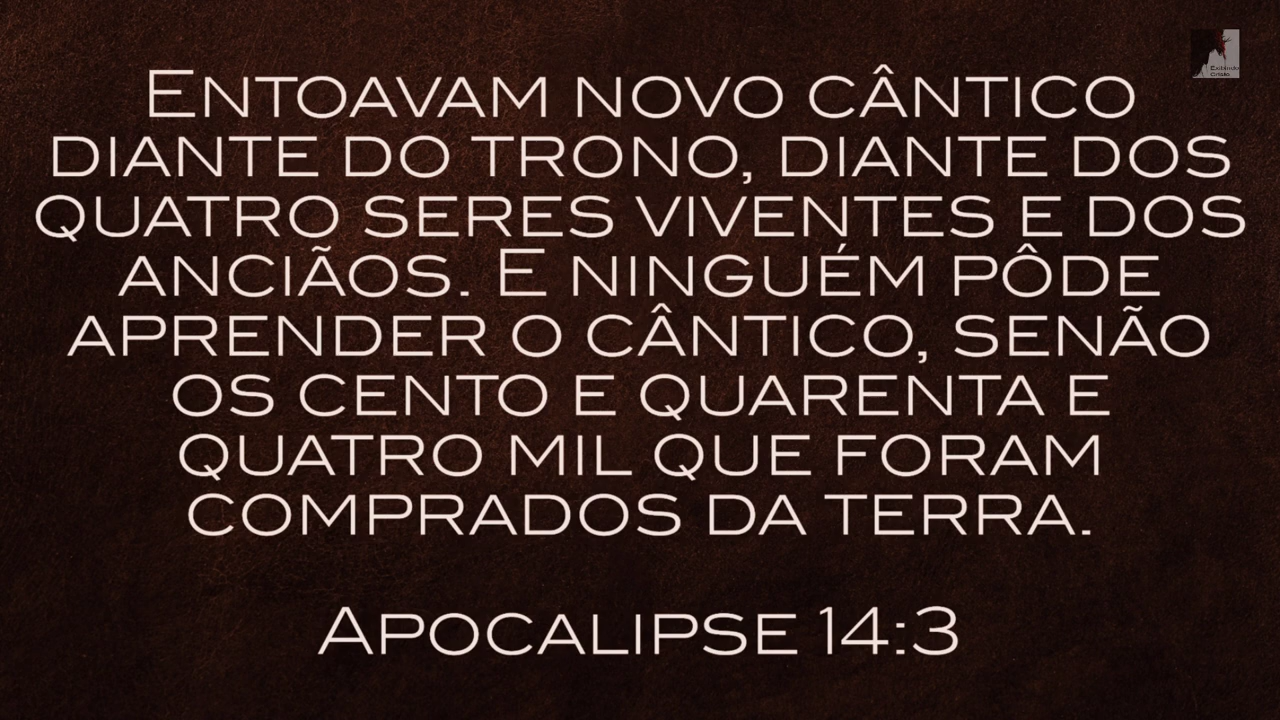 Entoavam novo cântico
diante do trono, diante dos
quatro seres viventes e dos
anciãos. E ninguém pôde
aprender o cântico, senão
os cento e quarenta e
quatro mil que foram
comprados da terra.
Apocalipse 14:3